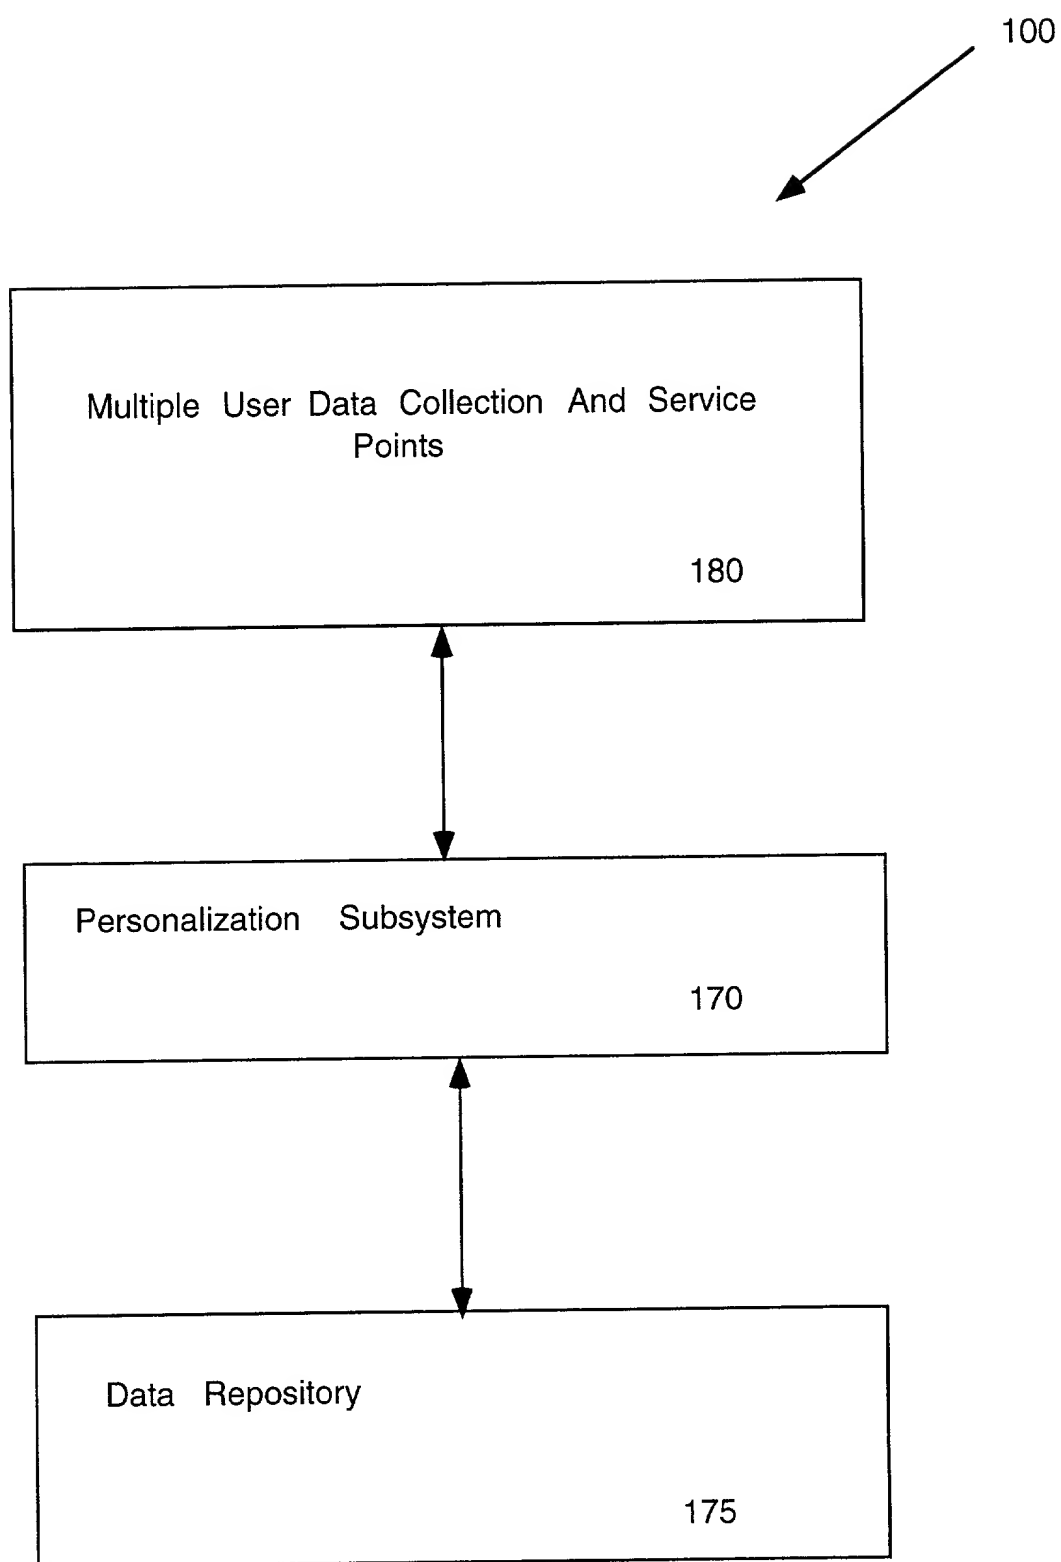 100
Multiple User Data Collection And Service
Points
180
Personalization Subsystem
170
Data Repository
175